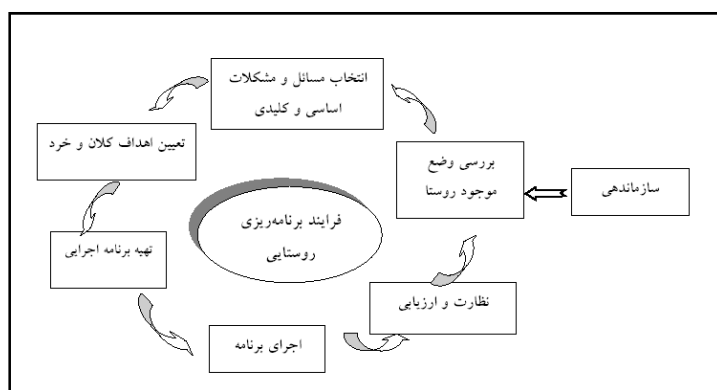 انتخاب مسائل و مشکلات
اساسی و کلیدی
تعیین اهداف کلان و خرد
بررسی وضع
موجود روستا
سازماندهی
فرایند برنامه‌ریزی
روستایی
تهیه برنامه اجرایی
نظارت و ارزیابی
اجرای برنامه